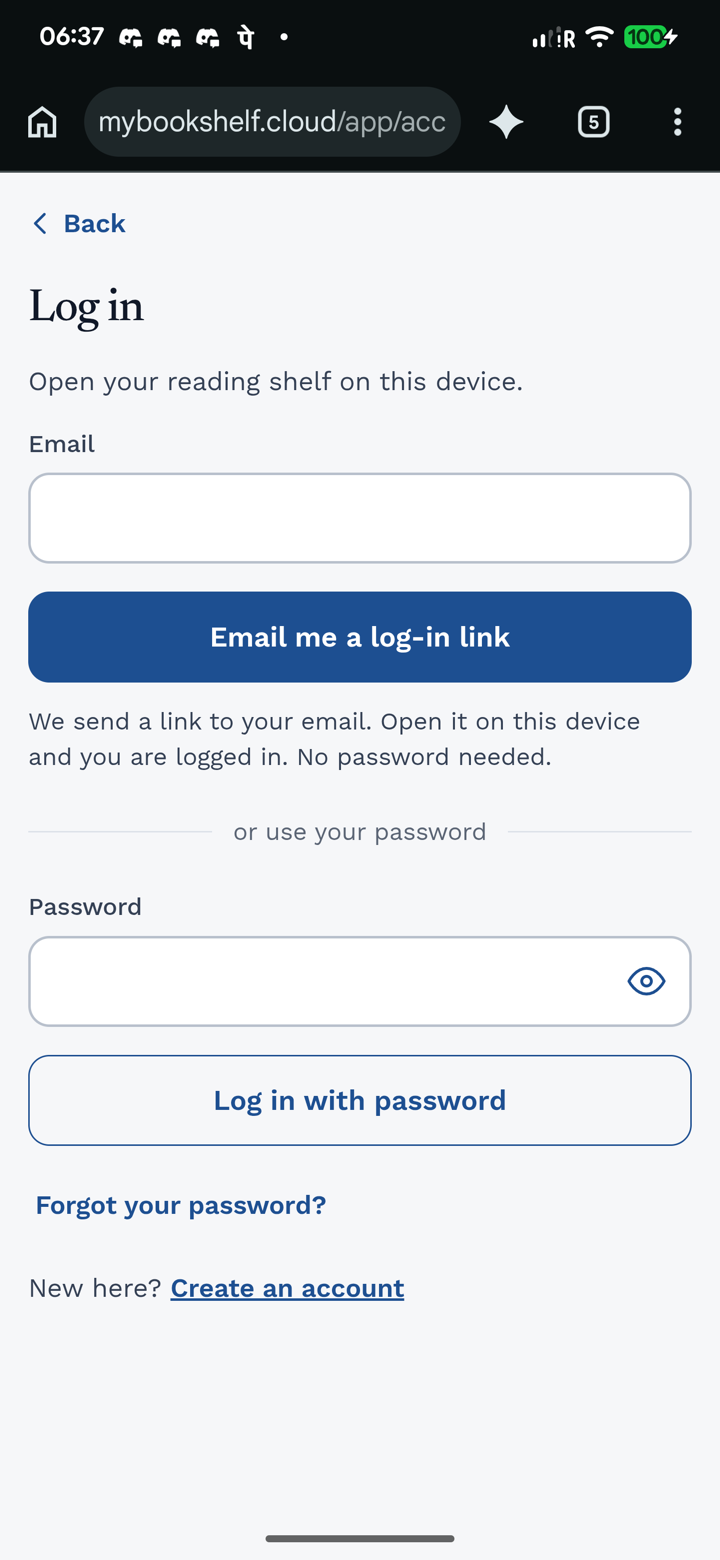 06:37 पे R 100
mybookshelf.cloud/app/acc 5
Back
Log in
Open your reading shelf on this device.
Email
Email me a log-in link
We send a link to your email. Open it on this device
and you are logged in. No password needed.
or use your password
Password
Log in with password
Forgot your password?
New here? Create an account